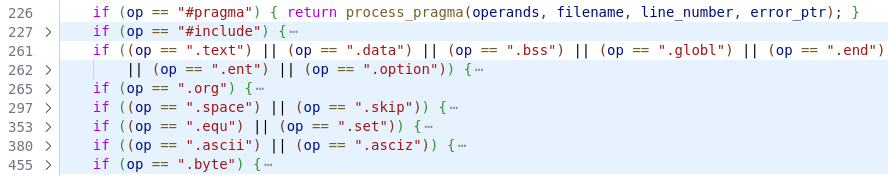 226 if (op == "#pragma") { return process_pragma(operands, filename, line_number, error_ptr); }
227 > if (op == "#include") {⋯
261 if ((op == ".text") || (op == ".data") || (op == ".bss") || (op == ".globl") || (op == ".end")
262 > || (op == ".ent") || (op == ".option")) {⋯
265 > if (op == ".org") {⋯
297 > if ((op == ".space") || (op == ".skip")) {⋯
353 > if ((op == ".equ") || (op == ".set")) {⋯
380 > if ((op == ".ascii") || (op == ".asciz")) {⋯
455 > if (op == ".byte") {⋯